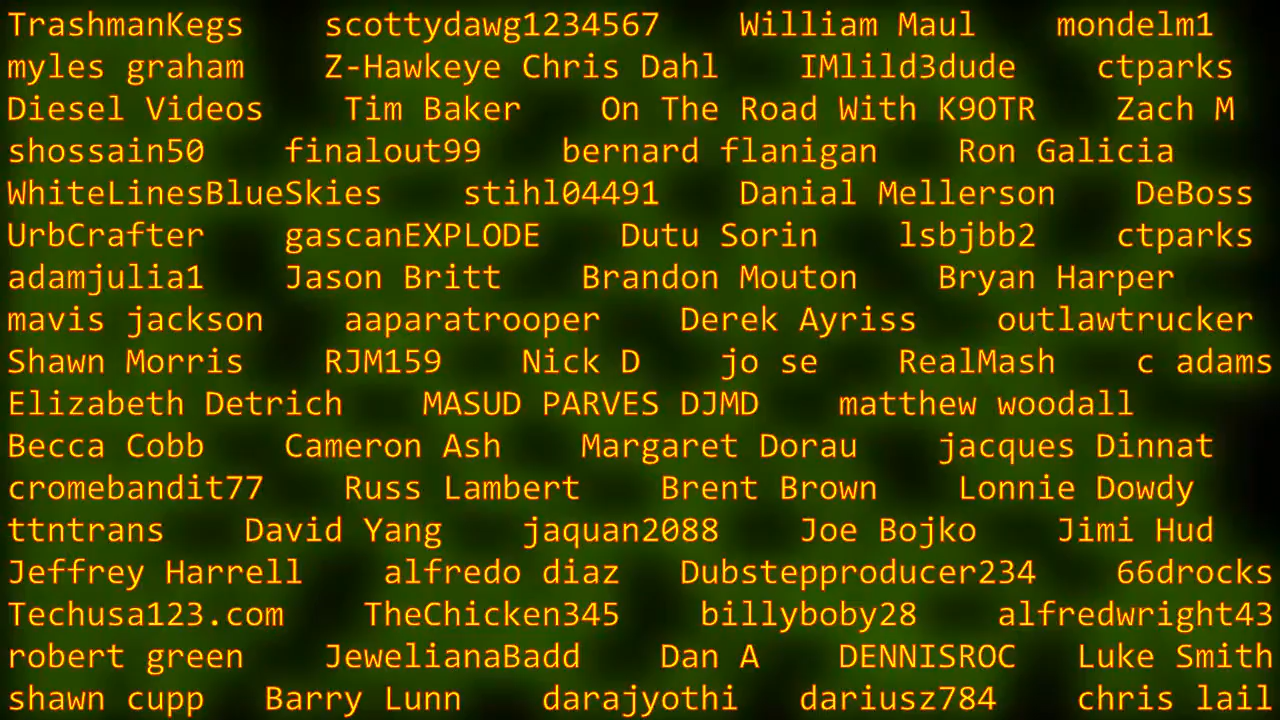 TrashmanKegs scottydawg1234567 William Maul mondelm1
myles graham Z-Hawkeye Chris Dahl IMlild3dude ctparks
Diesel Videos Tim Baker On The Road With K9OTR Zach M
shossain50 finalout99 bernard flanigan Ron Galicia
WhiteLinesBlueSkies stihl04491 Danial Mellerson DeBoss
UrbCrafter gascanEXPLODE Dutu Sorin lsbjbb2 ctparks
adamjulia1 Jason Britt Brandon Mouton Bryan Harper
mavis jackson aaparatrooper Derek Ayriss outlawtrucker
Shawn Morris RJM159 Nick D jo se RealMash c adams
Elizabeth Detrich MASUD PARVES DJMD matthew woodall
Becca Cobb Cameron Ash Margaret Dorau jacques Dinnat
cromebandit77 Russ Lambert Brent Brown Lonnie Dowdy
ttntrans David Yang jaquan2088 Joe Bojko Jimi Hud
Jeffrey Harrell alfredo diaz Dubstepproducer234 66drocks
Techusa123.com TheChicken345 billyboby28 alfredwright43
robert green JewelianaBadd Dan A DENNISROC Luke Smith
shawn cupp Barry Lunn darajyothi dariusz784 chris lail